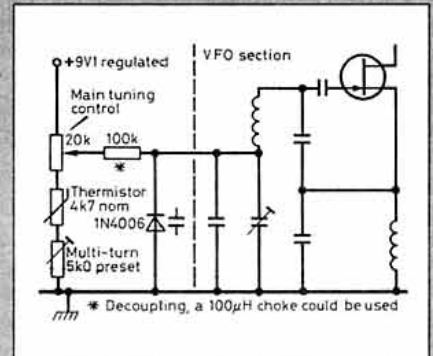 +9V1 regulated
VFO section
Main tuning
control
20k
100k
*
Thermistor
4k7 nom
1N4006
Multi-turn
5k0 preset
* Decoupling, a 100μH choke could be used